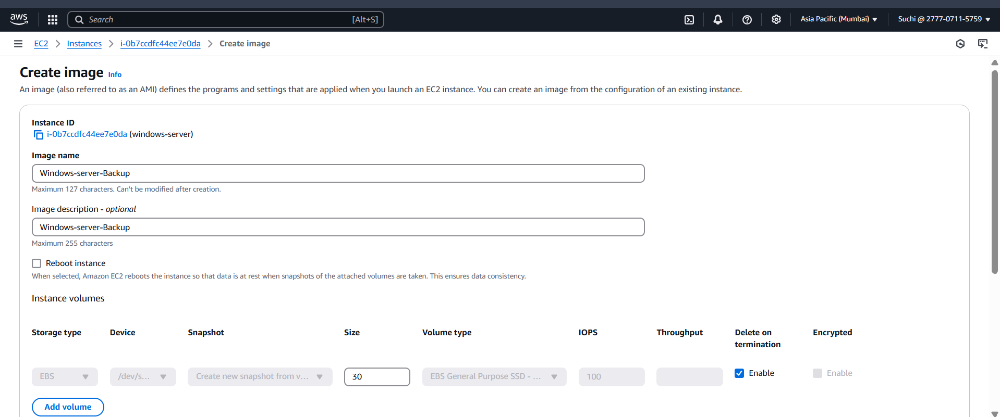 aws Search [Alt+S] Asia Pacific (Mumbai) Suchi @ 2777-0711-5759
EC2 Instances i-0b7ccdfc44ee7e0da Create image
Create image Info
An image (also referred to as an AMI) defines the programs and settings that are applied when you launch an EC2 instance. You can create an image from the configuration of an existing instance.
Instance ID
i-0b7ccdfc44ee7e0da (windows-server)
Image name
Windows-server-Backup
Maximum 127 characters. Can't be modified after creation.
Image description - optional
Windows-server-Backup
Maximum 255 characters
Reboot instance
When selected, Amazon EC2 reboots the instance so that data is at rest when snapshots of the attached volumes are taken. This ensures data consistency.
Instance volumes
Storage type Device Snapshot Size Volume type IOPS Throughput Delete on termination Encrypted
EBS /dev/s... Create new snapshot from v... 30 EBS General Purpose SSD - ... 100 Enable Enable
Add volume